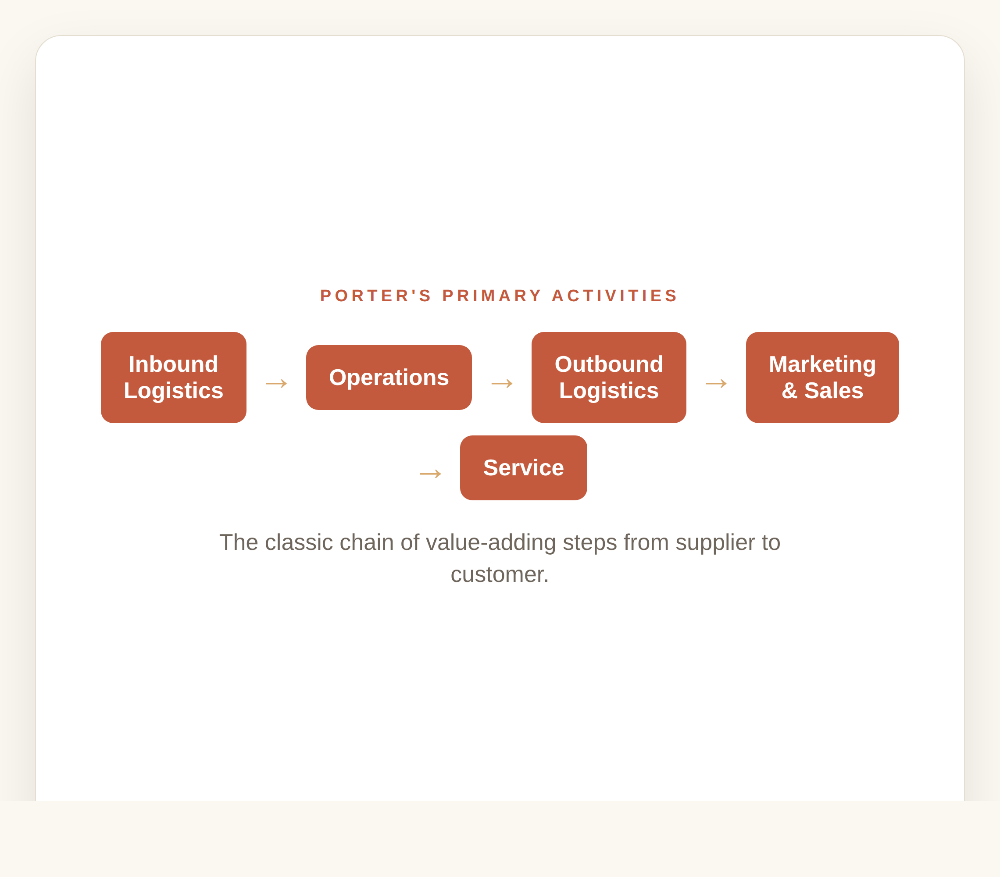 PORTER'S PRIMARY ACTIVITIES
Inbound
Logistics
→
Operations
→
Outbound
Logistics
→
Marketing
& Sales
→
Service
The classic chain of value-adding steps from supplier to
customer.